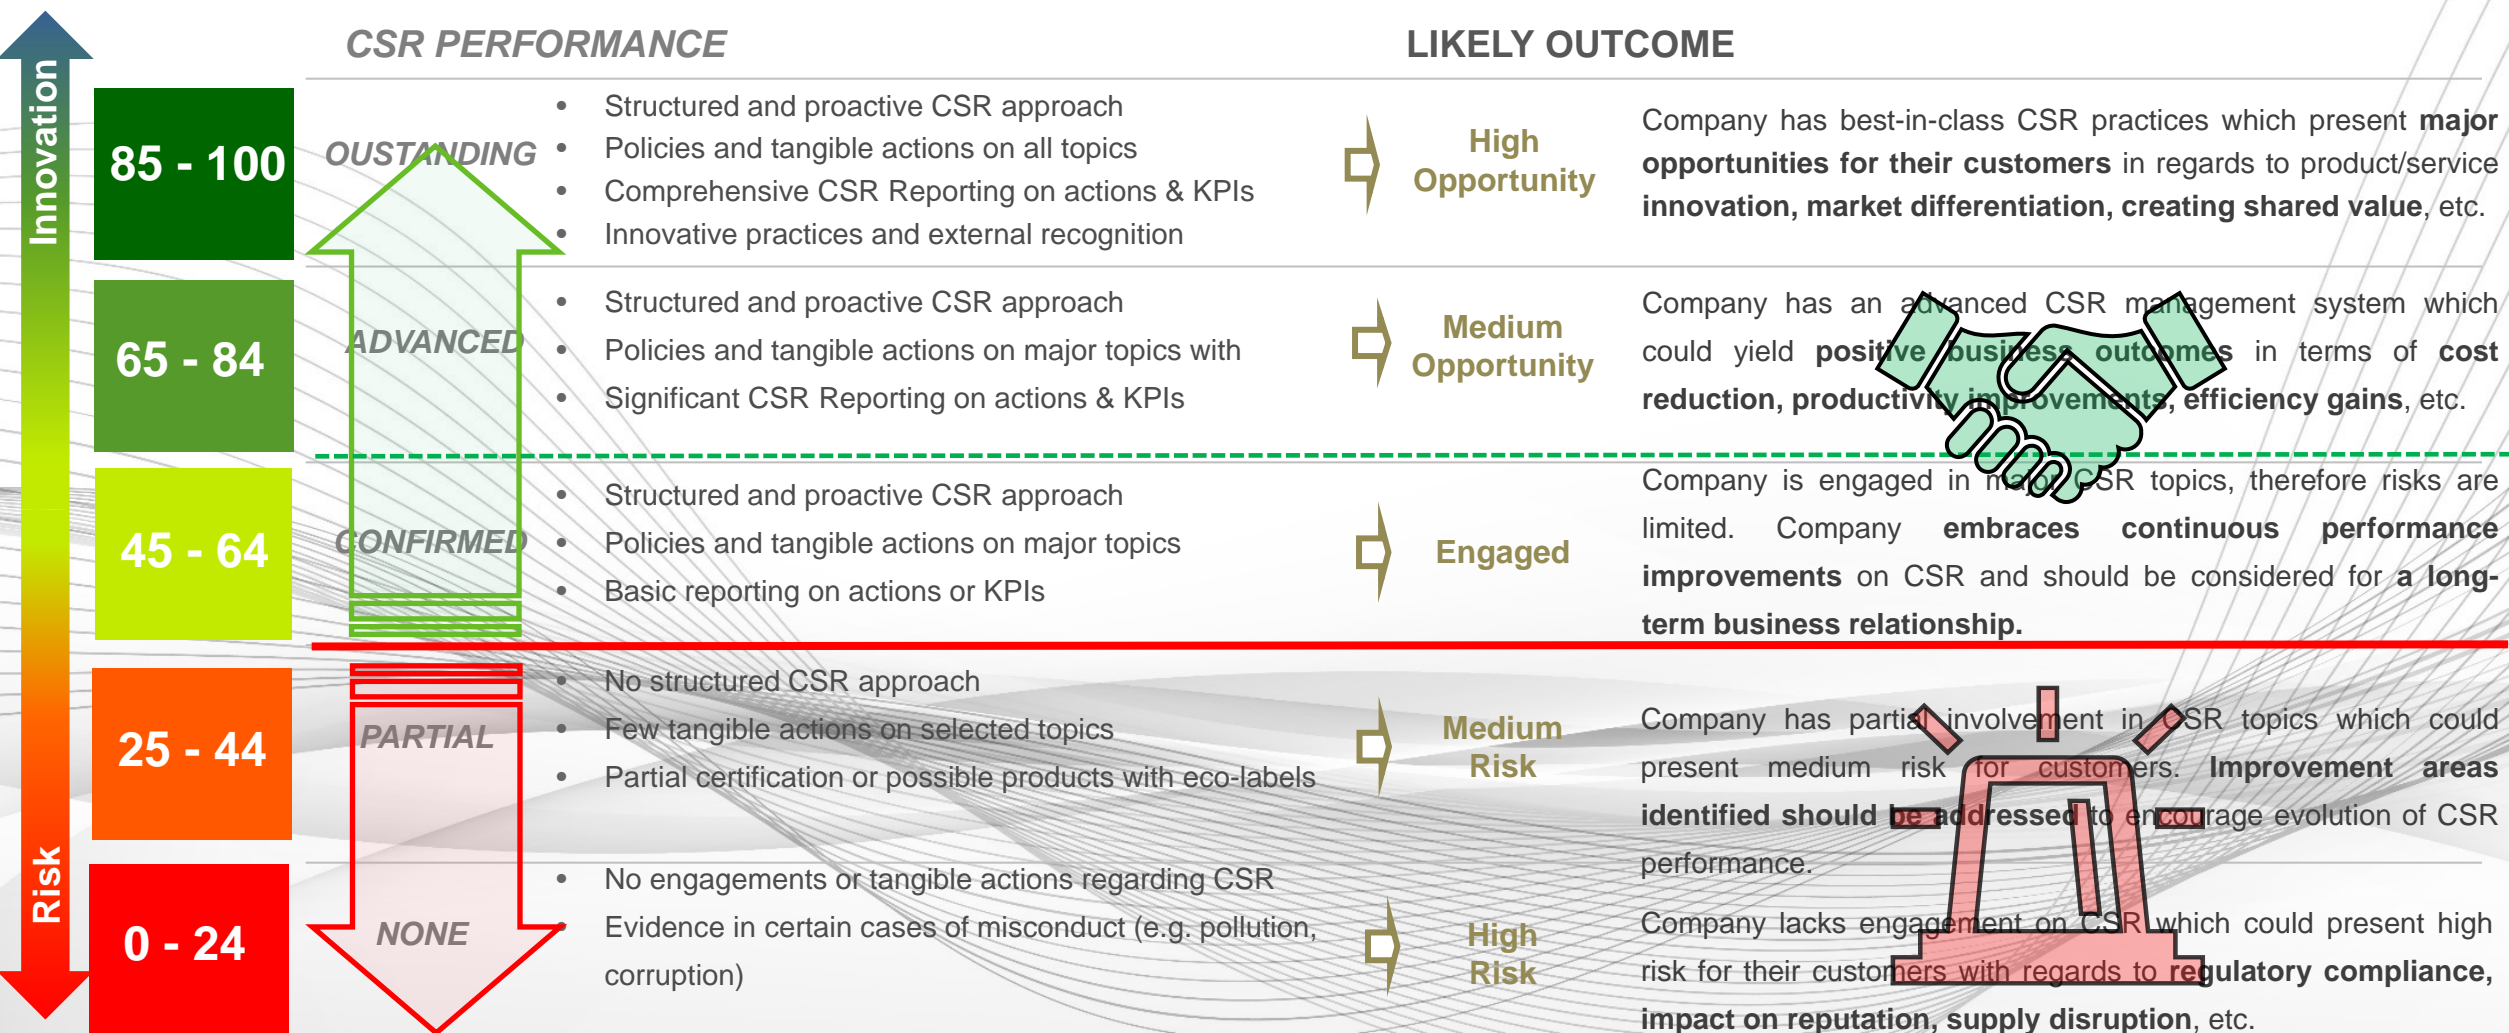 CSR PERFORMANCE
LIKELY OUTCOME
Innovation
85 - 100
OUSTANDING
• Structured and proactive CSR approach
• Policies and tangible actions on all topics
• Comprehensive CSR Reporting on actions & KPIs
• Innovative practices and external recognition
High
Opportunity
Company has best-in-class CSR practices which present major
opportunities for their customers in regards to product/service
innovation, market differentiation, creating shared value, etc.
65 - 84
ADVANCED
• Structured and proactive CSR approach
• Policies and tangible actions on major topics with
• Significant CSR Reporting on actions & KPIs
Medium
Opportunity
Company has an advanced CSR management system which
could yield positive business outcomes in terms of cost
reduction, productivity improvements, efficiency gains, etc.
45 - 64
CONFIRMED
• Structured and proactive CSR approach
• Policies and tangible actions on major topics
• Basic reporting on actions or KPIs
Engaged
Company is engaged in major CSR topics, therefore risks are
limited. Company embraces continuous performance
improvements on CSR and should be considered for a long-
term business relationship.
25 - 44
PARTIAL
• No structured CSR approach
• Few tangible actions on selected topics
• Partial certification or possible products with eco-labels
Medium
Risk
Company has partial involvement in CSR topics which could
present medium risk for customers. Improvement areas
identified should be addressed to encourage evolution of CSR
performance.
Risk
0 - 24
NONE
• No engagements or tangible actions regarding CSR
• Evidence in certain cases of misconduct (e.g. pollution,
corruption)
High
Risk
Company lacks engagement on CSR which could present high
risk for their customers with regards to regulatory compliance,
impact on reputation, supply disruption, etc.